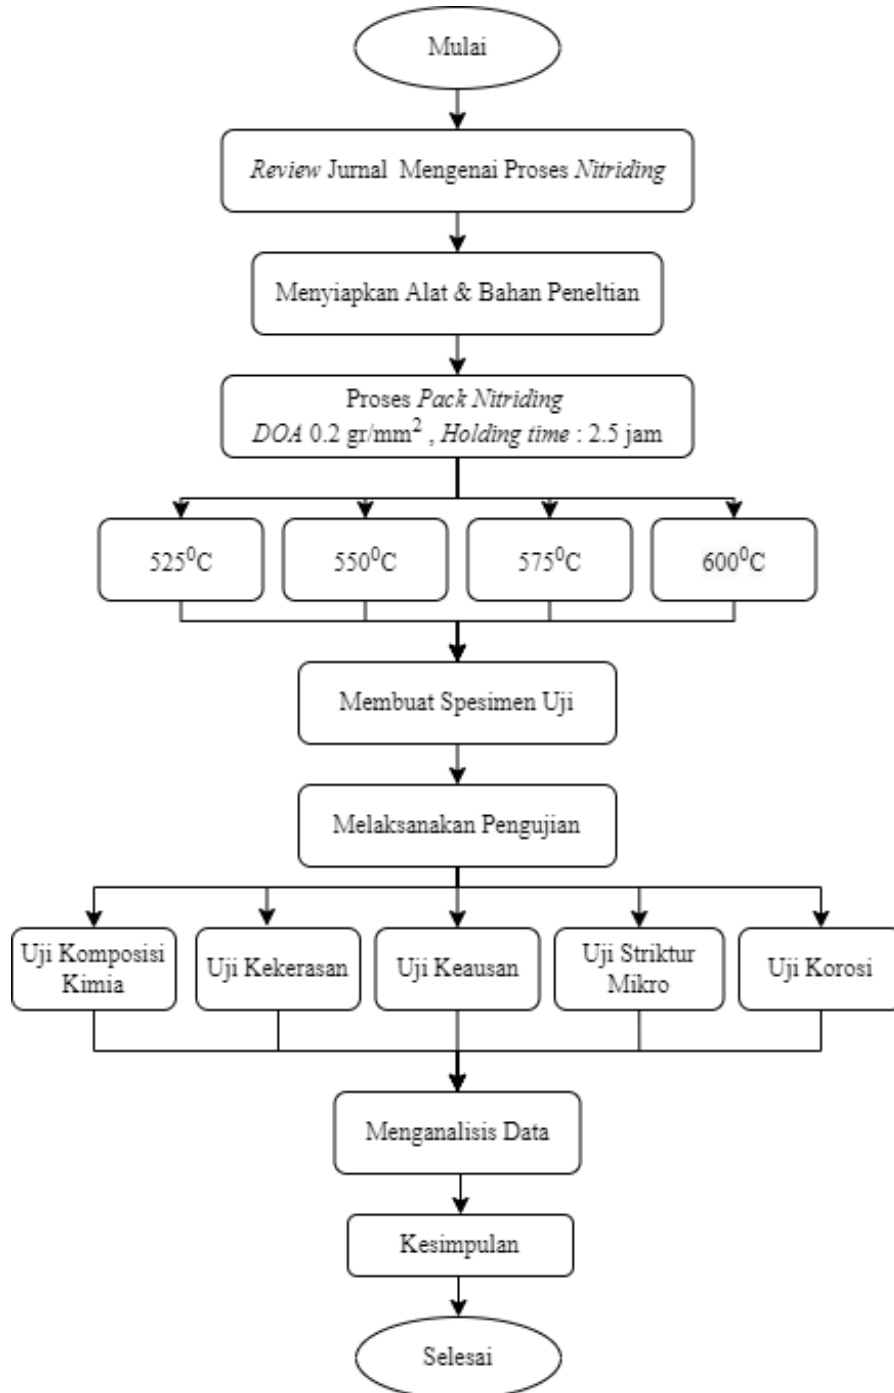 Mulai
Review Jurnal Mengenai Proses Nitriding
Menyiapkan Alat & Bahan Peneltian
Proses Pack Nitriding
DOA 0.2 gr/mm² , Holding time : 2.5 jam
525⁰C
550⁰C
575⁰C
600⁰C
Membuat Spesimen Uji
Melaksanakan Pengujian
Uji Komposisi
Kimia
Uji Kekerasan
Uji Keausan
Uji Striktur
Mikro
Uji Korosi
Menganalisis Data
Kesimpulan
Selesai